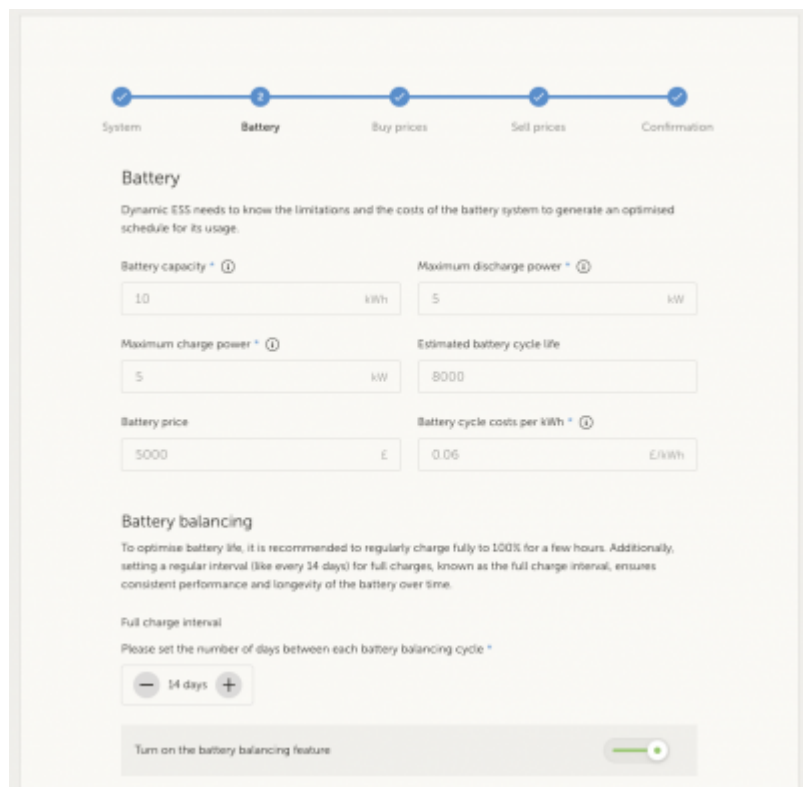 2
System Battery Buy prices Sell prices Confirmation
Battery
Dynamic ESS needs to know the limitations and the costs of the battery system to generate an optimised
schedule for its usage.
Battery capacity * Maximum discharge power *
10 kWh 5 kW
Maximum charge power * Estimated battery cycle life
5 kW 8000
Battery price Battery cycle costs per kWh *
5000 £ 0.06 £/kWh
Battery balancing
To optimise battery life, it is recommended to regularly charge fully to 100% for a few hours. Additionally,
setting a regular interval (like every 14 days) for full charges, known as the full charge interval, ensures
consistent performance and longevity of the battery over time.
Full charge interval
Please set the number of days between each battery balancing cycle *
14 days
Turn on the battery balancing feature